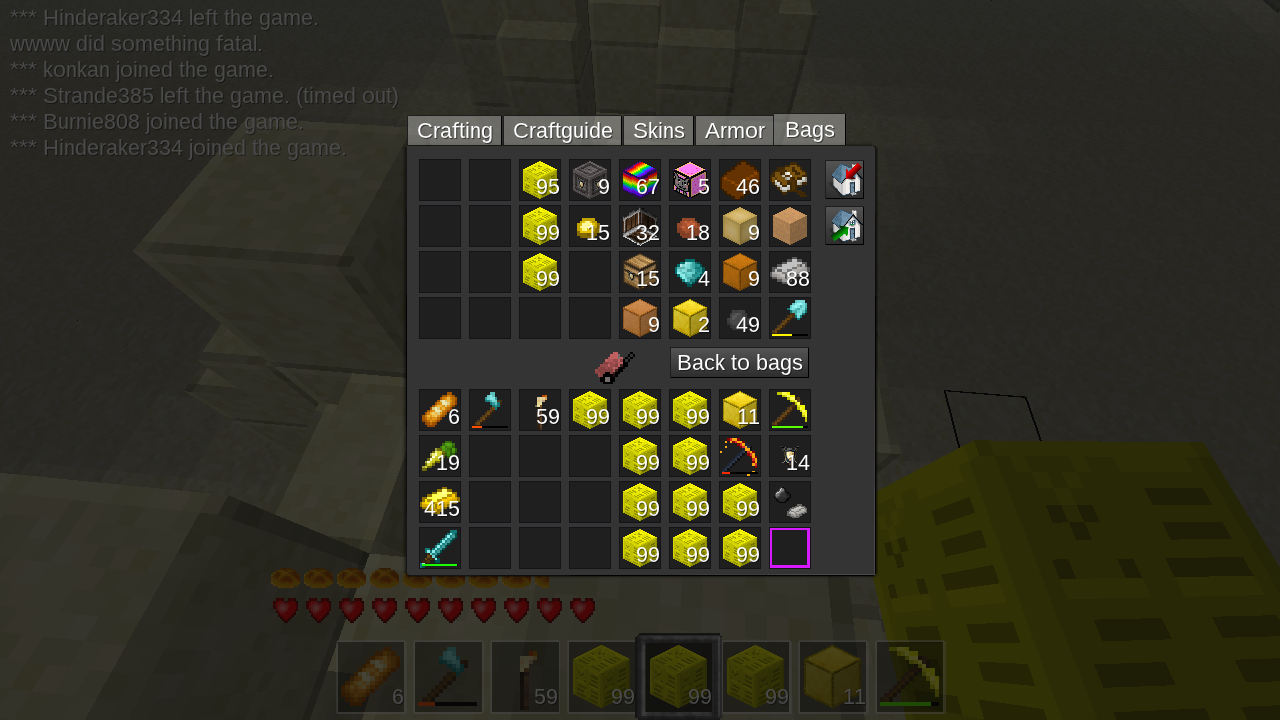 *** Hinderaker334 left the game.
wwww did something fatal.
*** konkan joined the game.
*** Strande385 left the game. (timed out)
*** Burnie808 joined the game.
*** Hinderaker334 joined the game.
Crafting Craftguide Skins Armor Bags
95 9 67 5 46
99 15 32 18 9
99 15 4 9 88
9 2 49
Back to bags
6 59 99 99 99 11
19 99 99 14
415 99 99 99
99 99 99
6 59 99 99 99 11